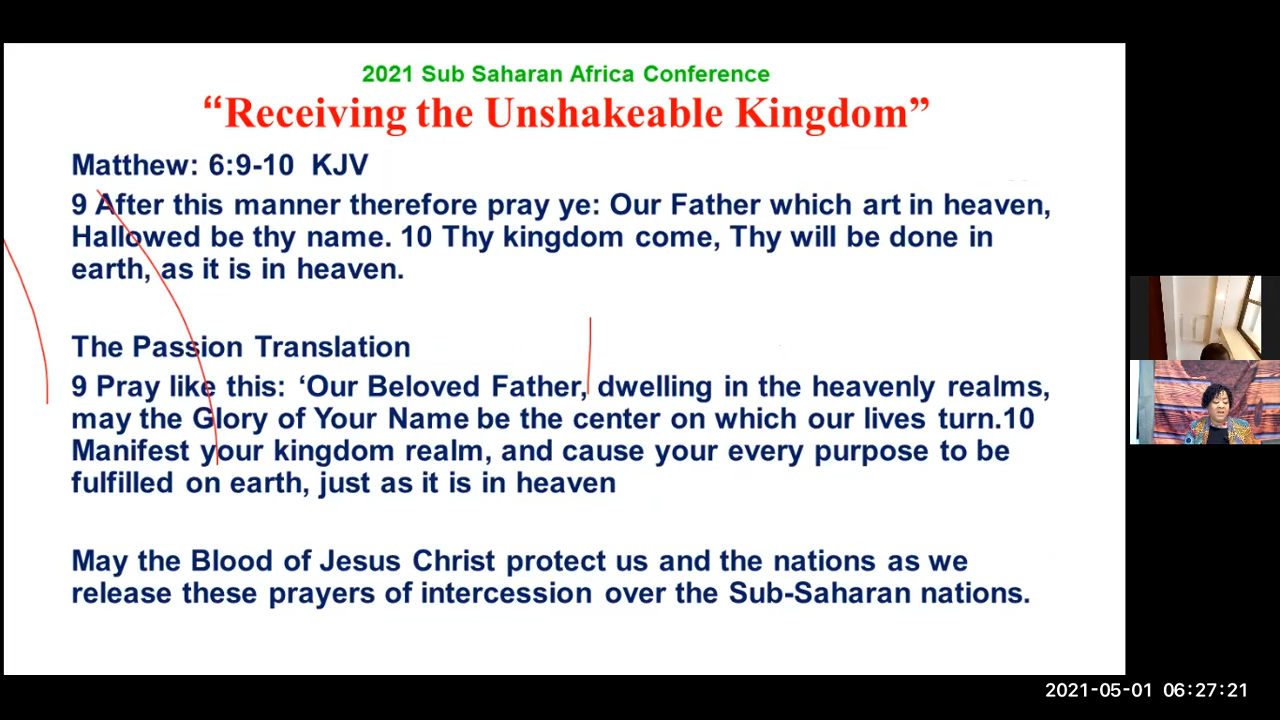 2021 Sub Saharan Africa Conference
“Receiving the Unshakeable Kingdom”
Matthew: 6:9-10 KJV
9 After this manner therefore pray ye: Our Father which art in heaven,
Hallowed be thy name. 10 Thy kingdom come, Thy will be done in
earth, as it is in heaven.
The Passion Translation
9 Pray like this: ‘Our Beloved Father, dwelling in the heavenly realms,
may the Glory of Your Name be the center on which our lives turn.10
Manifest your kingdom realm, and cause your every purpose to be
fulfilled on earth, just as it is in heaven
May the Blood of Jesus Christ protect us and the nations as we
release these prayers of intercession over the Sub-Saharan nations.
2021-05-01 06:27:21